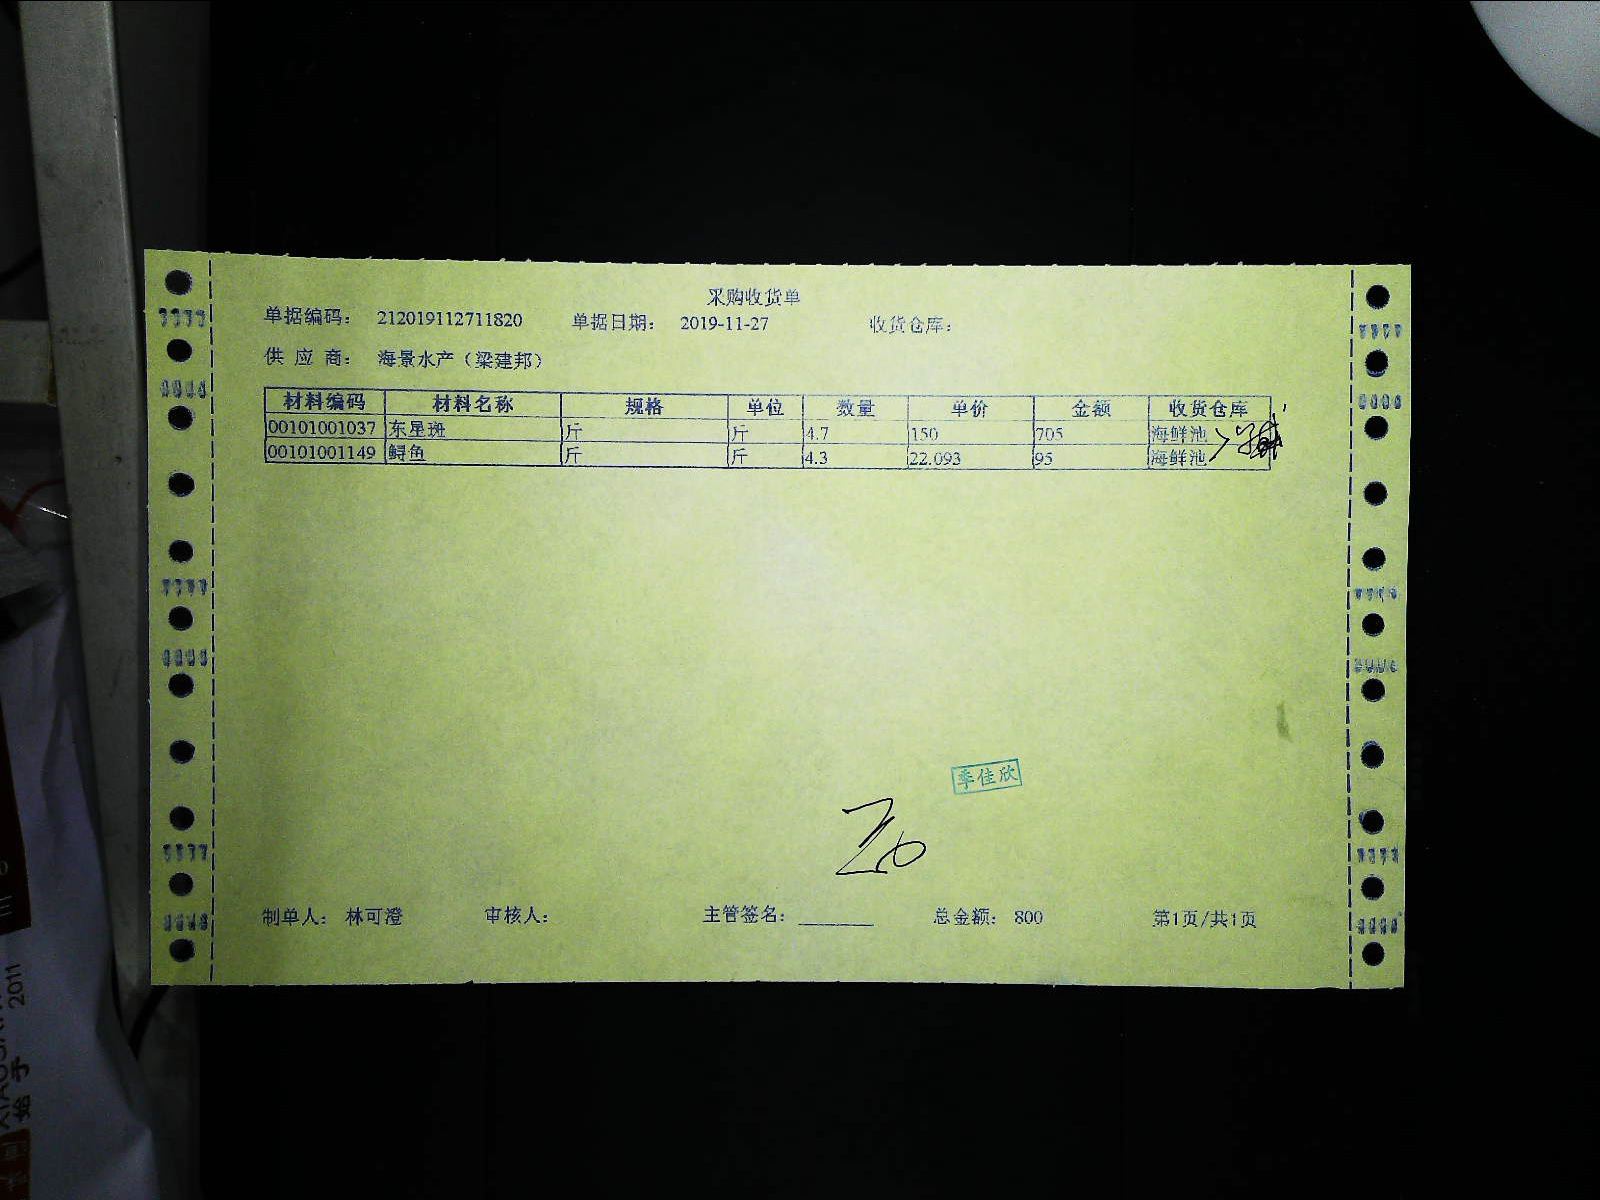 采购收货单
单据编码： 212019112711820 单据日期： 2019-11-27 收货仓库：
供 应 商： 海景水产（梁建邦）
材料编码 材料名称 规格 单位 数量 单价 金额 收货仓库
00101001037 东星斑 斤 斤 4.7 150 705 海鲜池
00101001149 鲟鱼 斤 斤 4.3 22.093 95 海鲜池
季佳欣
制单人： 林可澄 审核人： 主管签名： 总金额： 800 第1页/共1页
2011
始于